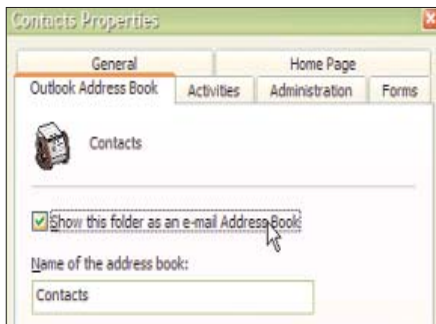 Contacts Properties
General
Home Page
Outlook Address Book
Activities
Administration
Forms
Contacts
Show this folder as an e-mail Address Book
Name of the address book:
Contacts